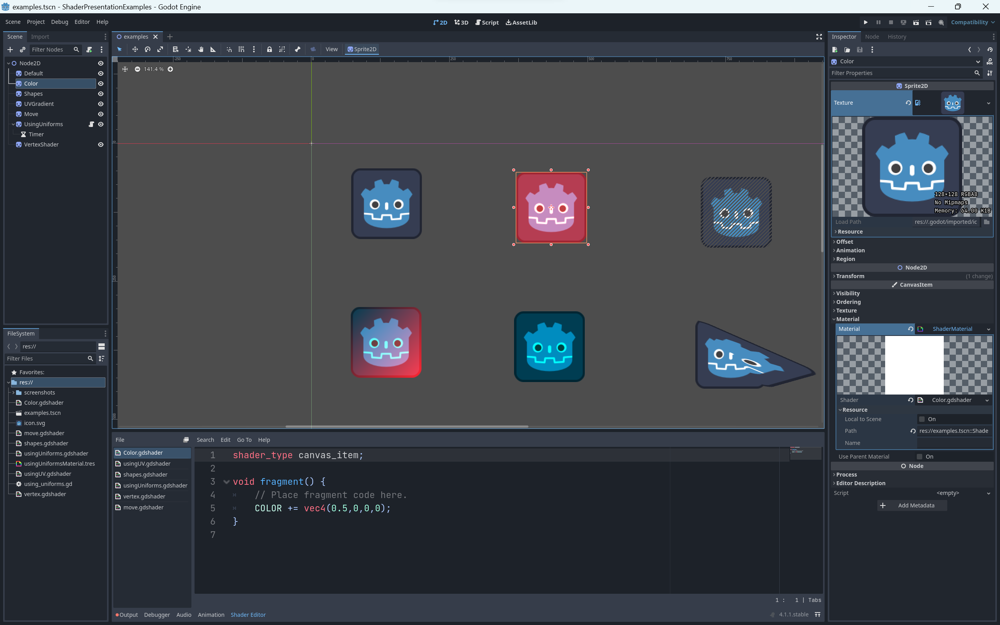 examples.tscn - ShaderPresentationExamples - Godot Engine
Scene Project Debug Editor Help
2D 3D Script AssetLib
Compatibility
Scene Import
Filter Nodes
Node2D
Default
Color
Shapes
UVGradient
Move
UsingUniforms
Timer
VertexShader
FileSystem
res://
Filter Files
Favorites:
res://
screenshots
Color.gdshader
examples.tscn
icon.svg
move.gdshader
shapes.gdshader
usingUniforms.gdshader
usingUniformsMaterial.tres
usingUV.gdshader
using_uniforms.gd
vertex.gdshader
examples
View Sprite2D
-250 0 250 500 750
141.4 %
0
250
500
File Search Edit Go To Help
Color.gdshader
usingUV.gdshader
shapes.gdshader
usingUniforms.gdshader
vertex.gdshader
move.gdshader
1 shader_type canvas_item;
2
3 void fragment() {
4 // Place fragment code here.
5 COLOR += vec4(0.5,0,0,0);
6 }
7
1 : 1 | Tabs
Output Debugger Audio Animation Shader Editor
4.1.1.stable
Inspector Node History
Color
DOC
Filter Properties
Sprite2D
Texture
128×128 RGBA8
No Mipmaps
Memory: 64.00 KiB
Load Path res://.godot/imported/ic
Resource
Offset
Animation
Region
Node2D
Transform (1 change)
CanvasItem
Visibility
Ordering
Texture
Material
Material ShaderMaterial
Shader Color.gdshader
Resource
Local to Scene On
Path res://examples.tscn::Shade
Name
Use Parent Material On
Node
Process
Editor Description
Script <empty>
Add Metadata